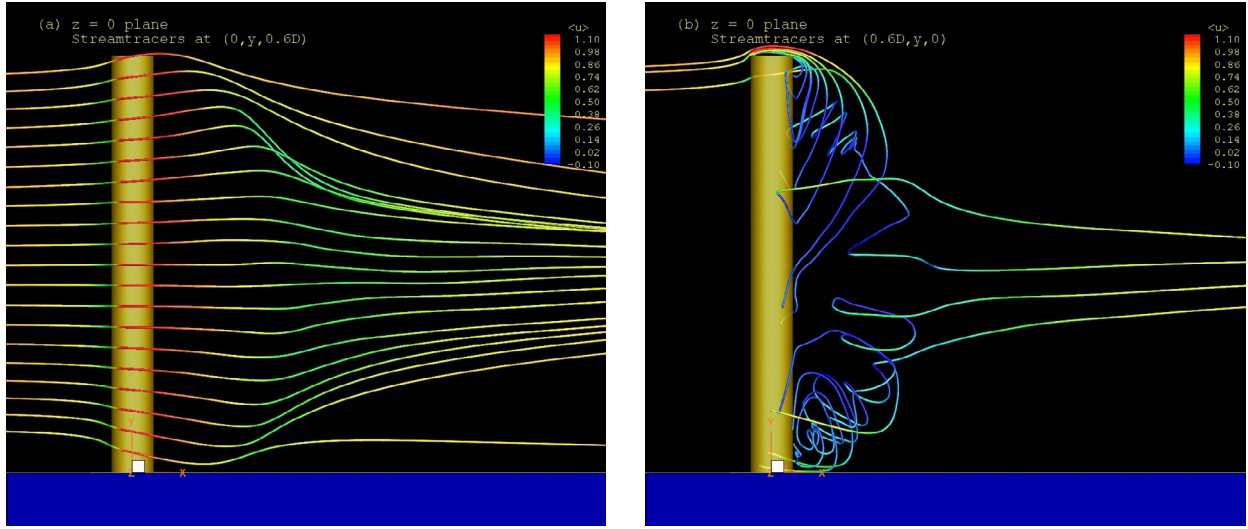 (a) z = 0 plane
Streamtracers at (0,y,0.6D)
<u>
1.10
0.98
0.86
0.74
0.62
0.50
0.38
0.26
0.14
0.02
-0.10
Y
Z
X
(b) z = 0 plane
Streamtracers at (0.6D,y,0)
<u>
1.10
0.98
0.86
0.74
0.62
0.50
0.38
0.26
0.14
0.02
-0.10
Y
Z
X